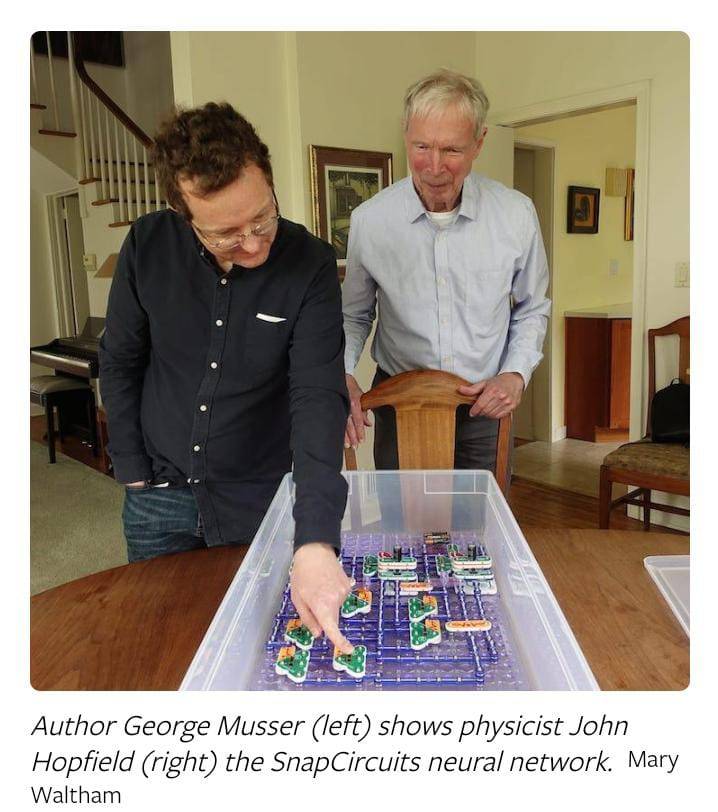 Author George Musser (left) shows physicist John
Hopfield (right) the SnapCircuits neural network. Mary
Waltham